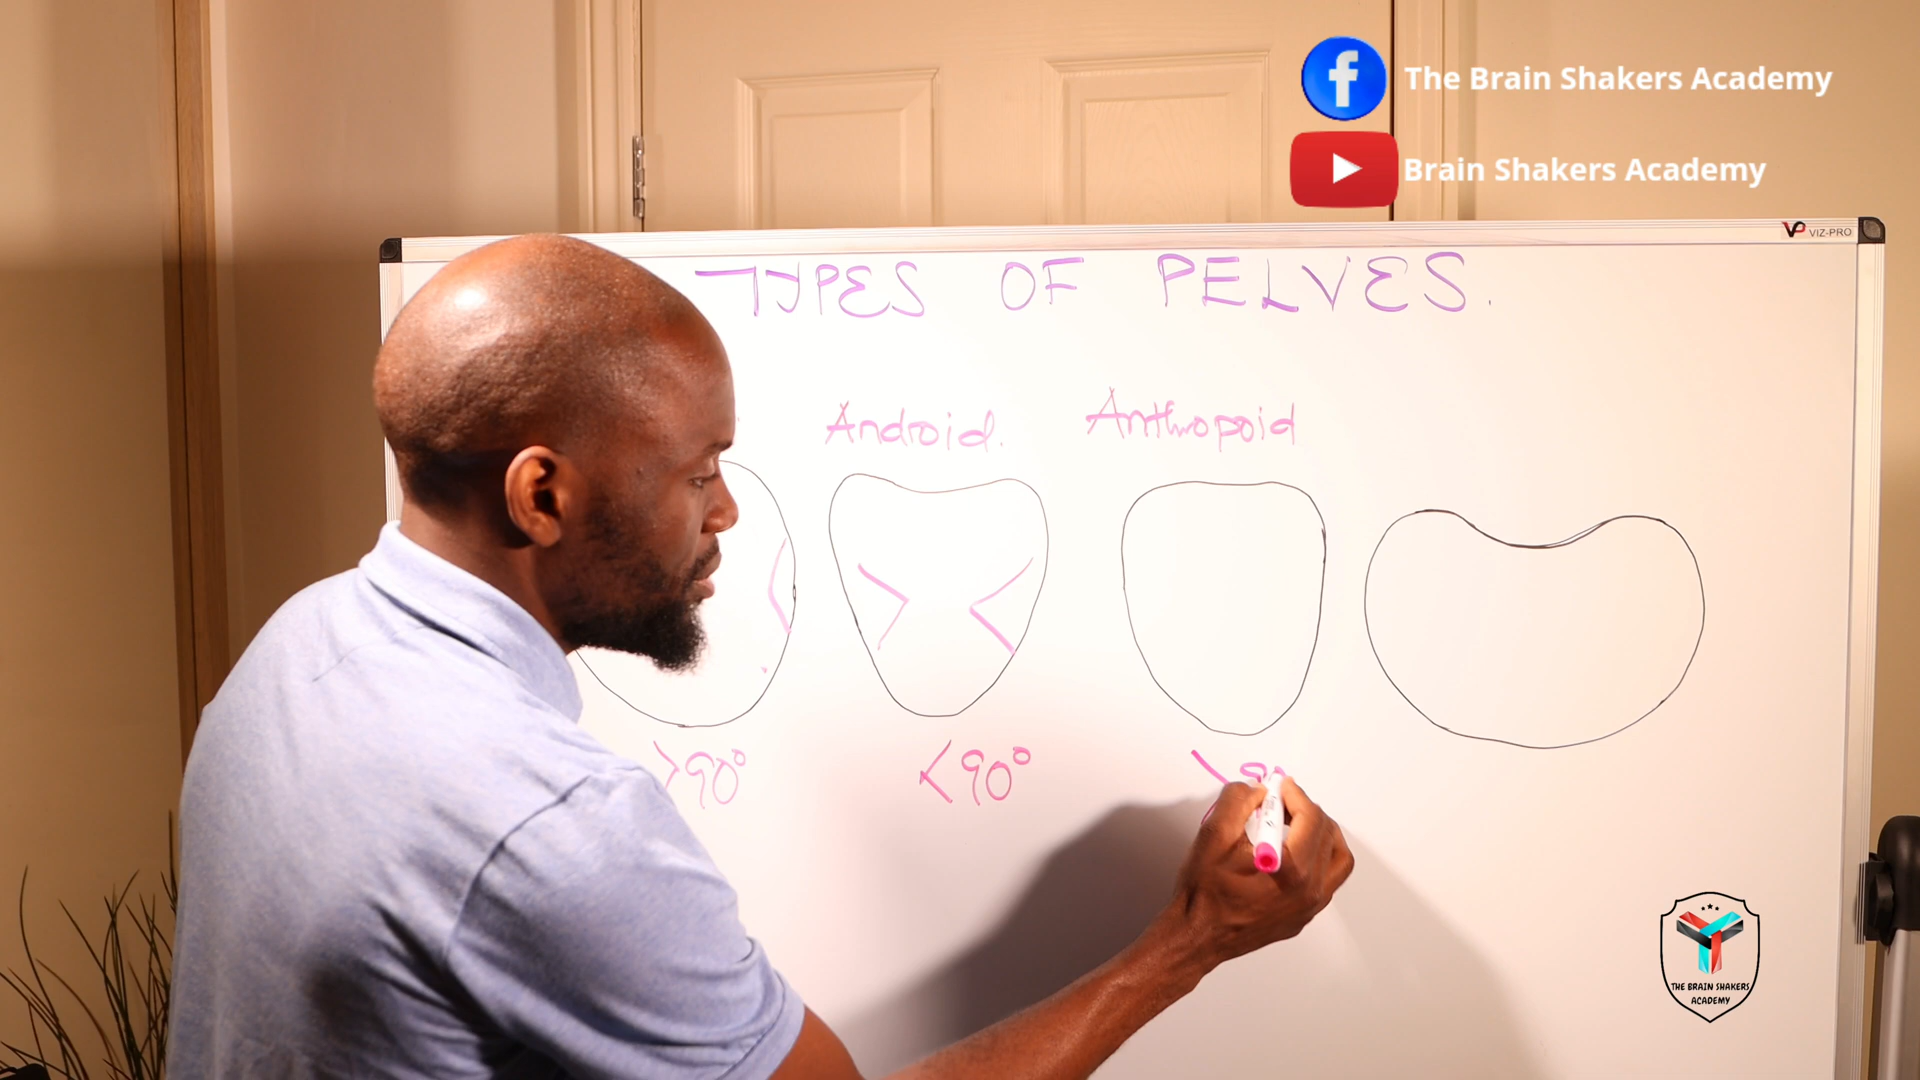 The Brain Shakers Academy
Brain Shakers Academy
VIZ-PRO
TYPES OF PELVES.
Android.
Anthropoid
>90°
<90°
THE BRAIN SHAKERS
ACADEMY